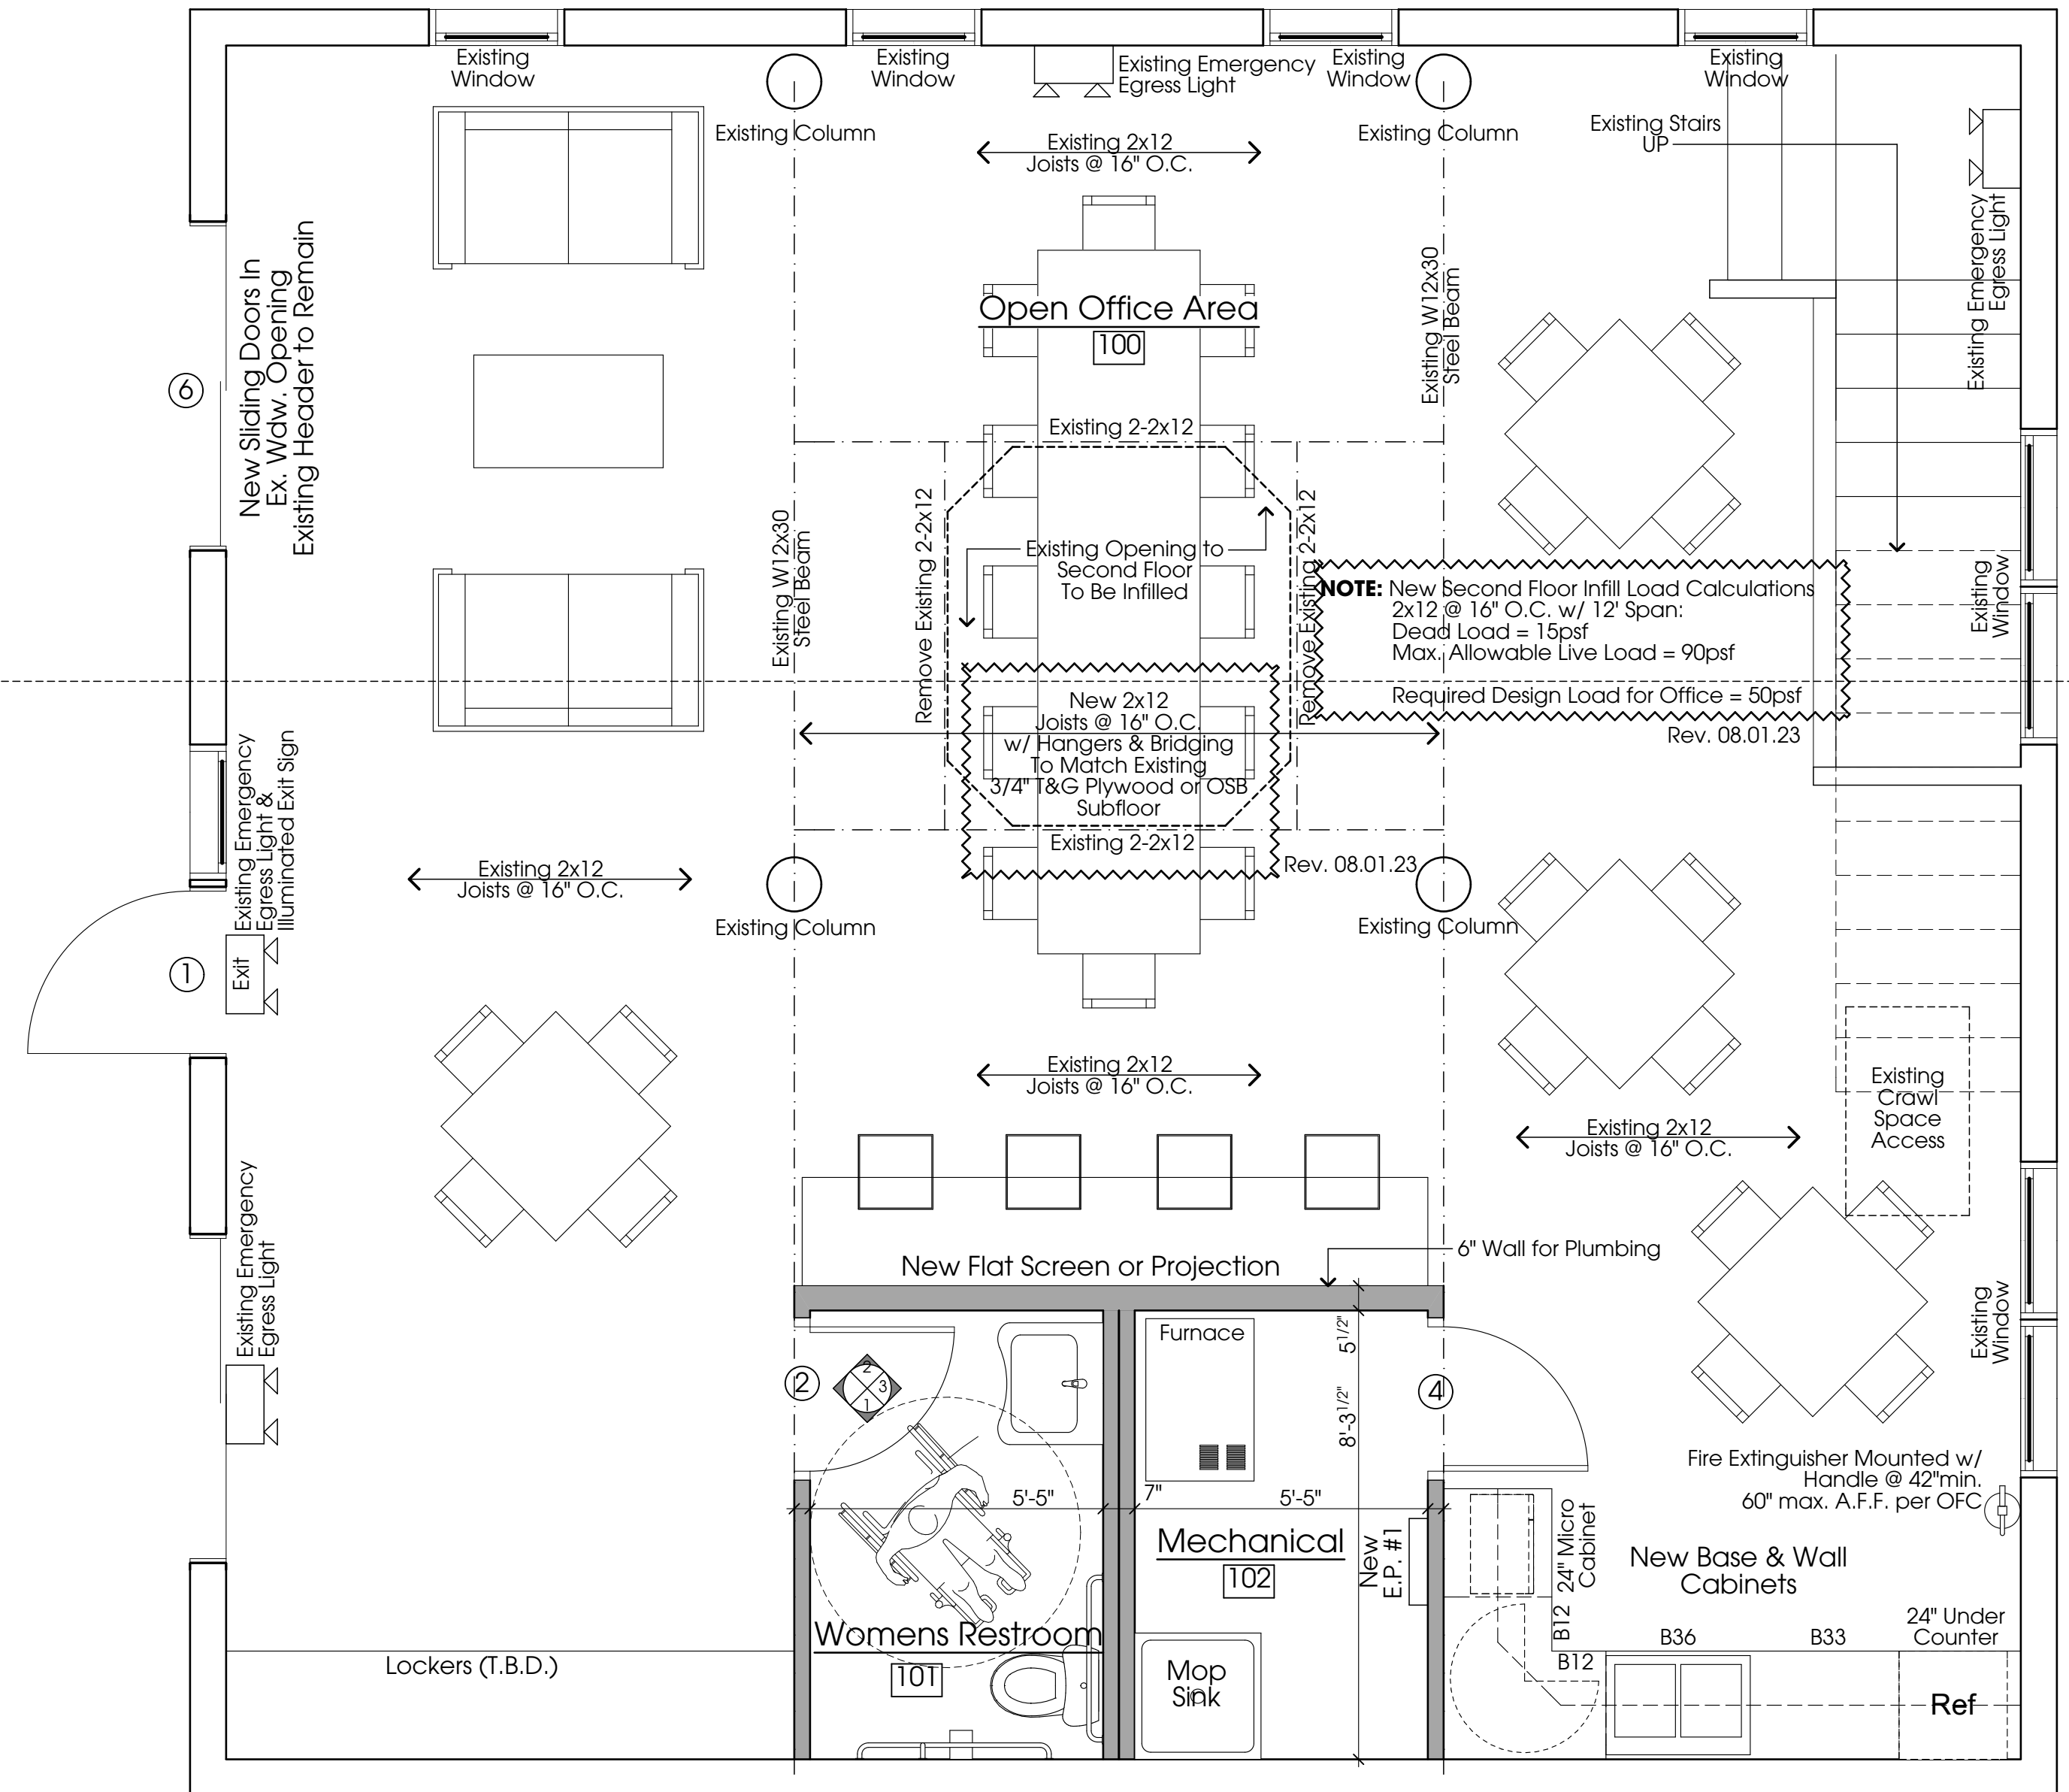 Existing
Window
Existing
Window
Existing Emergency
Egress Light
Existing
Window
Existing
Window
Existing Column
Existing Column
Existing Stairs
UP
Existing 2x12
Joists @ 16" O.C.
Existing Emergency
Egress Light
New Sliding Doors In
Ex. Wdw. Opening
Existing Header to Remain
6
Open Office Area
100
Existing W12x30
Steel Beam
Existing 2-2x12
Existing W12x30
Steel Beam
Remove Existing 2-2x12
Existing Opening to
Second Floor
To Be Infilled
Remove Existing 2-2x12
NOTE: New Second Floor Infill Load Calculations
2x12 @ 16" O.C. w/ 12' Span:
Dead Load = 15psf
Max. Allowable Live Load = 90psf
Required Design Load for Office = 50psf
Rev. 08.01.23
Existing
Window
New 2x12
Joists @ 16" O.C.
w/ Hangers & Bridging
To Match Existing
3/4" T&G Plywood or OSB
Subfloor
Existing 2-2x12
Rev. 08.01.23
Existing Emergency
Egress Light &
Illuminated Exit Sign
Existing 2x12
Joists @ 16" O.C.
Existing Column
Existing Column
1
Exit
Existing 2x12
Joists @ 16" O.C.
Existing
Crawl
Space
Access
Existing 2x12
Joists @ 16" O.C.
Existing Emergency
Egress Light
New Flat Screen or Projection
6" Wall for Plumbing
Existing
Window
Furnace
5 1/2"
2
2
3
1
8'-3 1/2"
4
Fire Extinguisher Mounted w/
Handle @ 42"min.
60" max. A.F.F. per OFC
5'-5"
7"
5'-5"
Mechanical
102
New
E.P. #1
24" Micro
Cabinet
New Base & Wall
Cabinets
Womens Restroom
101
B12
B36
B33
24" Under
Counter
B12
Lockers (T.B.D.)
Mop
Sink
Ref